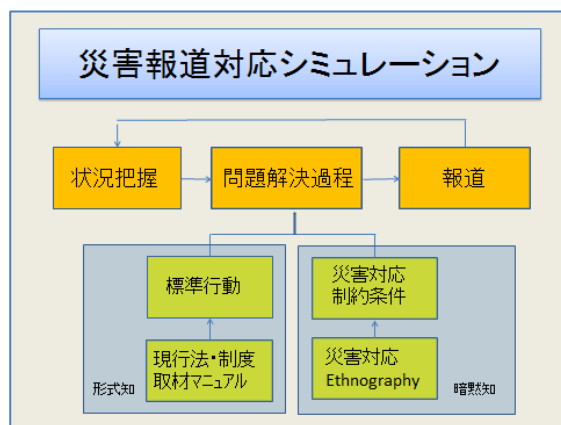 災害報道対応シミュレーション
状況把握
問題解決過程
報道
標準行動
災害対応
制約条件
現行法・制度
取材マニュアル
災害対応
Ethnography
形式知
暗黙知